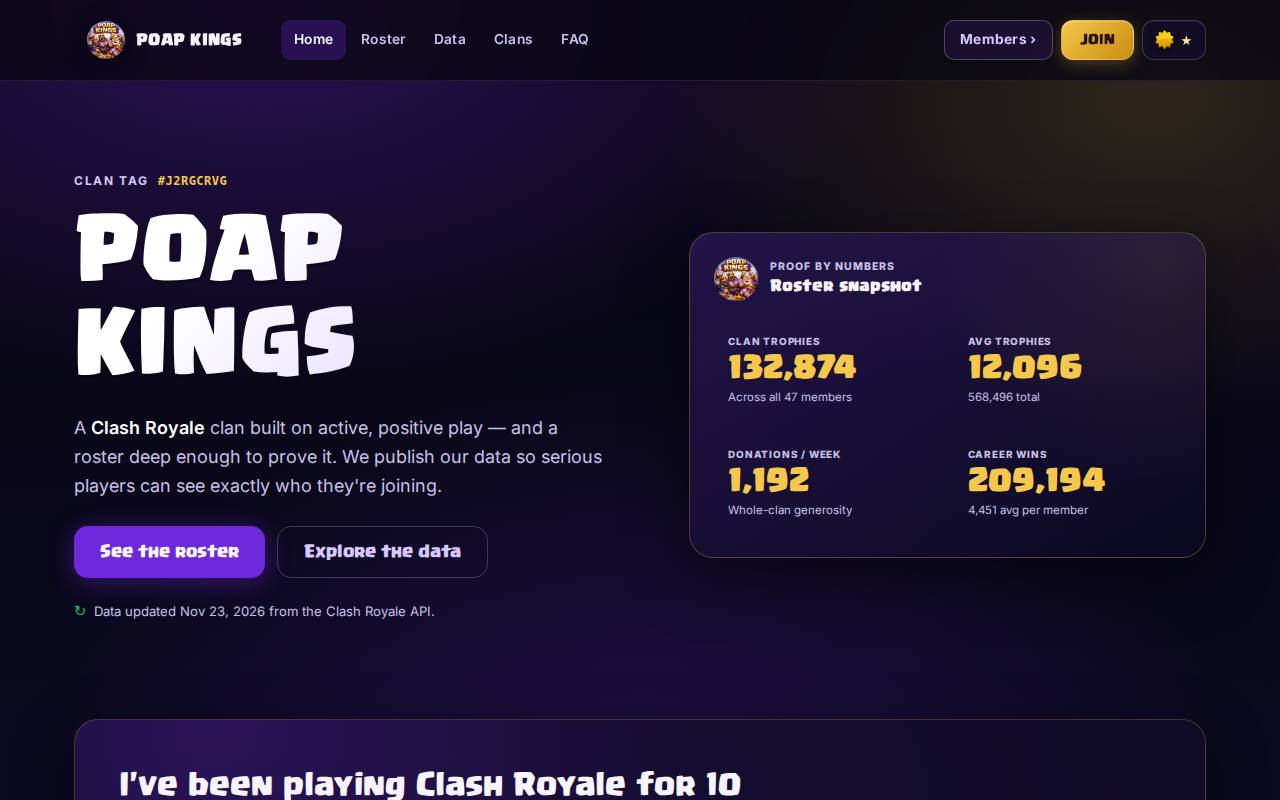 POAP KINGS
POAP KINGS
Home
Roster
Data
Clans
FAQ
Members ›
JOIN
★
CLAN TAG #J2RGCRVG
POAP
KINGS
A Clash Royale clan built on active, positive play — and a
roster deep enough to prove it. We publish our data so serious
players can see exactly who they're joining.
See the roster
Explore the data
↻ Data updated Nov 23, 2026 from the Clash Royale API.
POAP KINGS
PROOF BY NUMBERS
Roster snapshot
CLAN TROPHIES
132,874
Across all 47 members
AVG TROPHIES
12,096
568,496 total
DONATIONS / WEEK
1,192
Whole-clan generosity
CAREER WINS
209,194
4,451 avg per member
I've been playing Clash Royale for 10